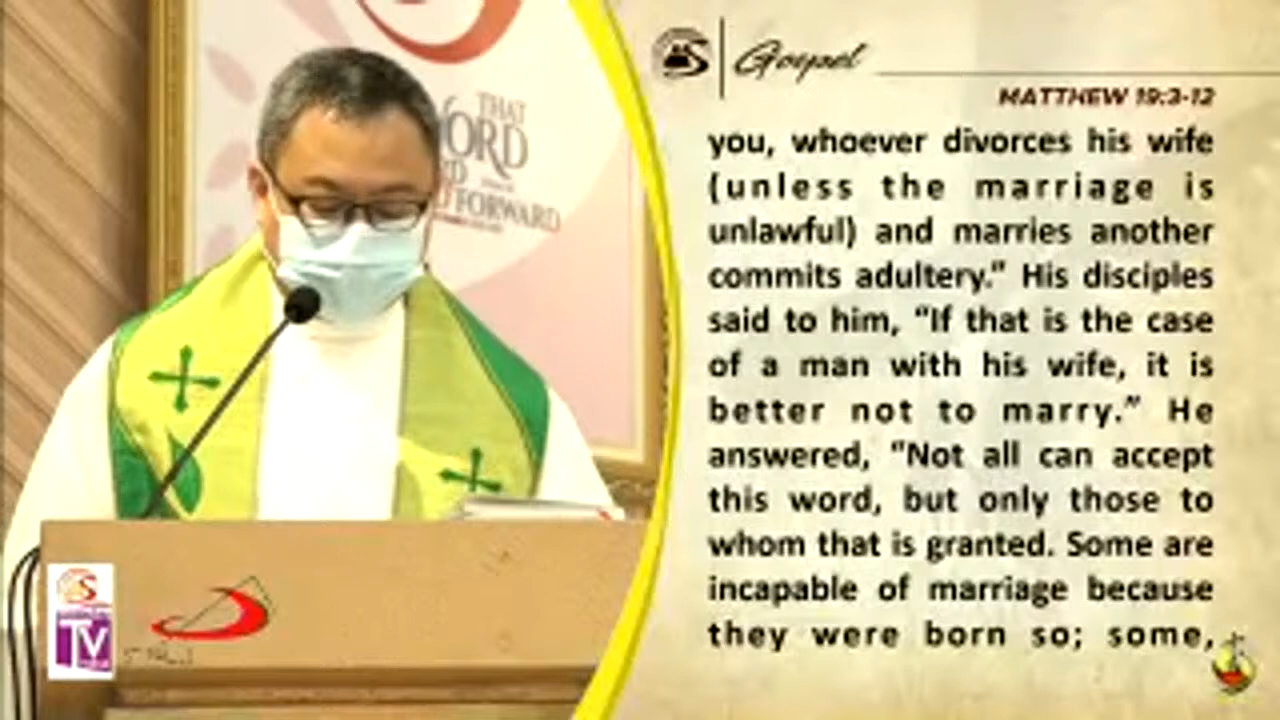 THAT
WORD
FORWARD
S
TV
Gospel
MATTHEW 19:3-12
you, whoever divorces his wife
(unless the marriage is
unlawful) and marries another
commits adultery.” His disciples
said to him, “If that is the case
of a man with his wife, it is
better not to marry.” He
answered, “Not all can accept
this word, but only those to
whom that is granted. Some are
incapable of marriage because
they were born so; some,